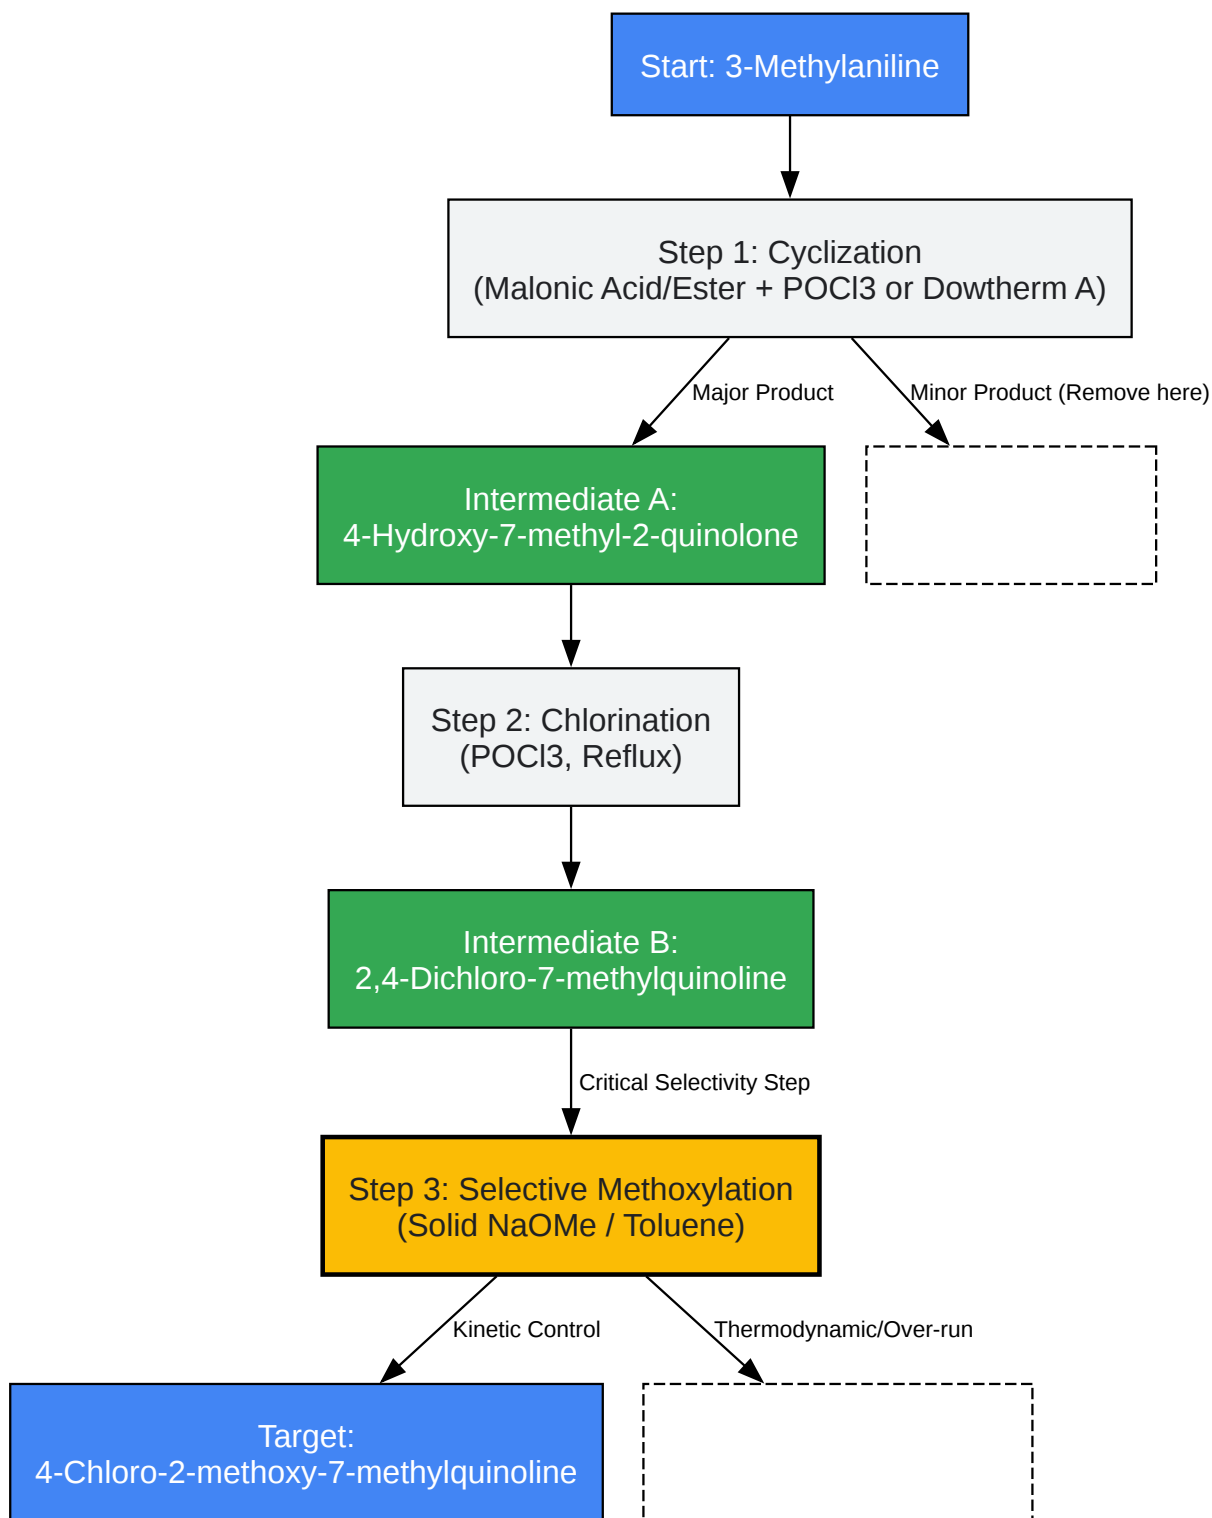 Start: 3-Methylaniline
Step 1: Cyclization
(Malonic Acid/Ester + POCl3 or Dowtherm A)
Major Product
Minor Product (Remove here)
Intermediate A:
4-Hydroxy-7-methyl-2-quinolone
Step 2: Chlorination
(POCl3, Reflux)
Intermediate B:
2,4-Dichloro-7-methylquinoline
Critical Selectivity Step
Step 3: Selective Methoxylation
(Solid NaOMe / Toluene)
Kinetic Control
Thermodynamic/Over-run
Target:
4-Chloro-2-methoxy-7-methylquinoline